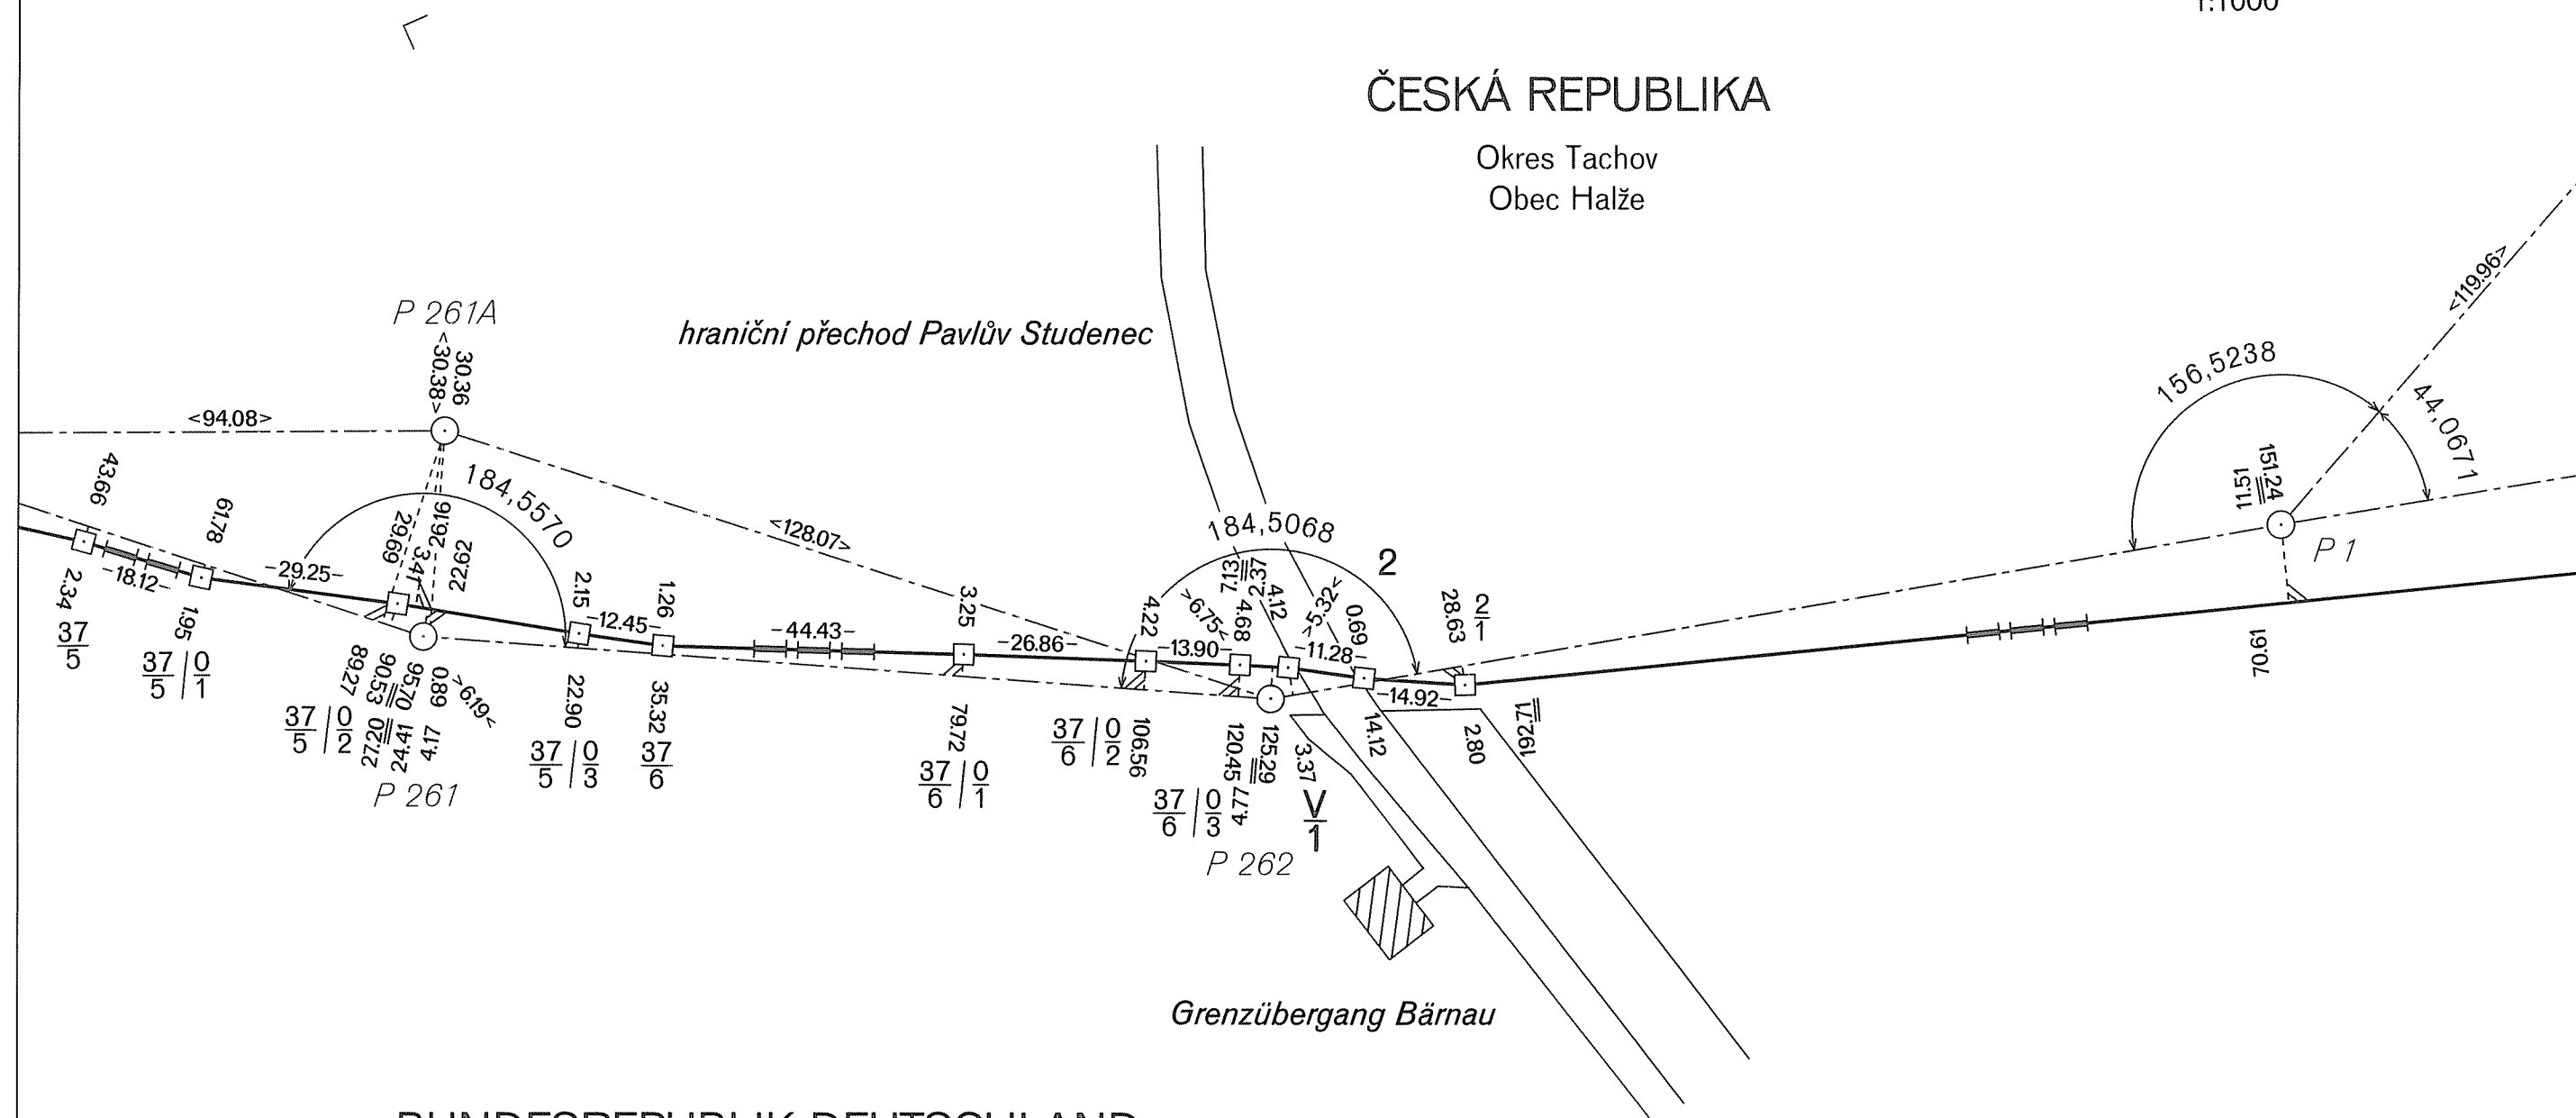 1:1000
ČESKÁ REPUBLIKA
Okres Tachov
Obec Halže
P 261A
<30.38>
30.36
hraniční přechod Pavlův Studenec
<94.08>
<128.07>
<119.96>
156,5238
44,0671
151.24
11.51
P 1
70.61
43.66
61.78
184,5570
29.69
3.41
26.16
22.62
-18.12-
-29.25-
2.34
37
5
1.95
37 / 0
5 / 1
2.15
-12.45-
1.26
-44.43-
3.25
-26.86-
4.22
-13.90-
184,5068
2
7.13
2.37
>6.75<
4.68
4.12
>5.32<
0.69
-11.28-
28.63
2
1
-14.92-
89.27
90.53
95.70
0.89
>6.19<
37 / 0
5 / 2
27.20
24.41
4.17
P 261
22.90
37 / 0
5 / 3
35.32
37
6
79.72
37 / 0
6 / 1
37 / 0
6 / 2
106.56
120.45
125.29
3.37
14.12
2.80
192.71
37 / 0
6 / 3
4.77
V
1
P 262
Grenzübergang Bärnau
BUNDESREPUBLIK DEUTSCHLAND